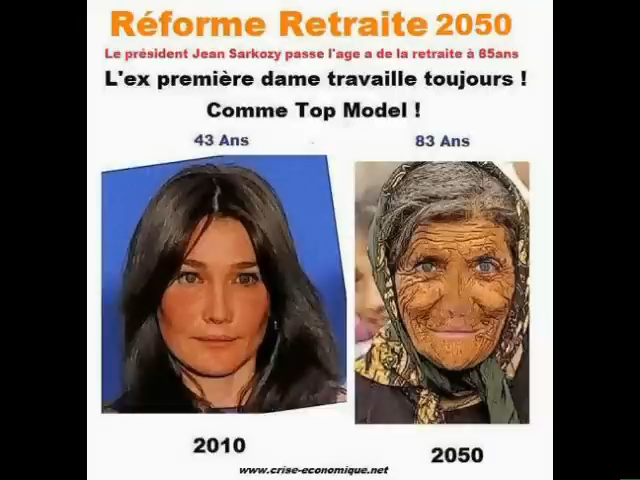 Réforme Retraite 2050
Le président Jean Sarkozy passe l'age a de la retraite à 85ans
L'ex première dame travaille toujours !
Comme Top Model !
43 Ans
83 Ans
2010
2050
www.crise-economique.net